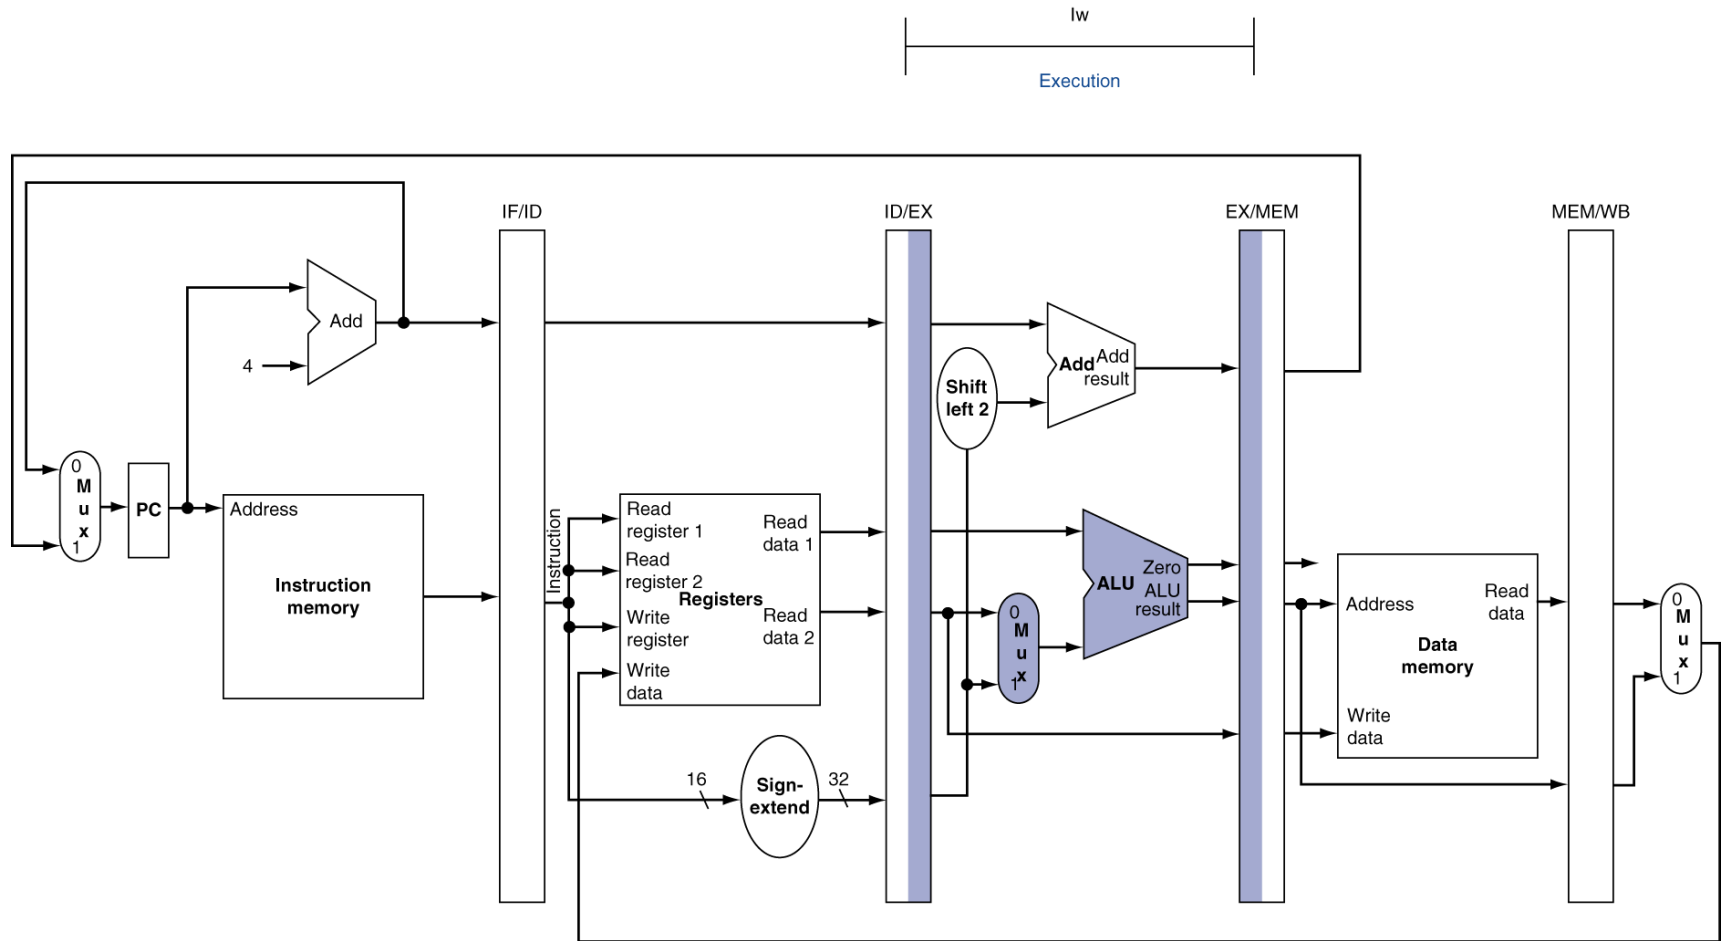 lw
Execution
IF/ID
ID/EX
EX/MEM
MEM/WB
Add
4
Shift
left 2
Add
Add
result
0
M
u
x
1
PC
Address
Instruction
memory
Instruction
Read
register 1
Read
register 2
Write
register
Write
data
Registers
Read
data 1
Read
data 2
16
Sign-
extend
32
0
M
u
x
1
ALU
Zero
ALU
result
Address
Read
data
Data
memory
Write
data
0
M
u
x
1